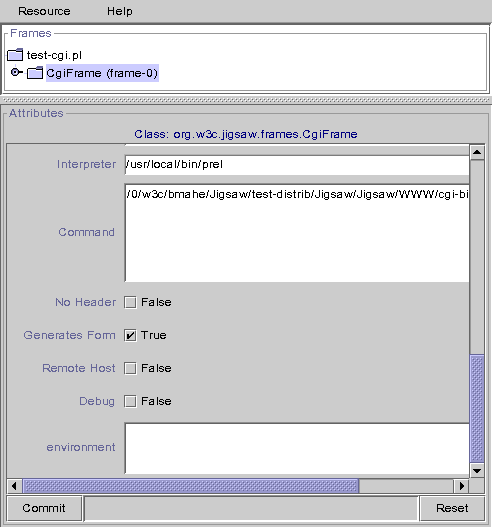 Resource Help
Frames
test-cgi.pl
CgiFrame (frame-0)
Attributes
Class: org.w3c.jigsaw.frames.CgiFrame
Interpreter /usr/local/bin/prel
/0/w3c/bmahe/Jigsaw/test-distrib/Jigsaw/Jigsaw/WWW/cgi-bi
Command
No Header False
Generates Form True
Remote Host False
Debug False
environment
Commit Reset